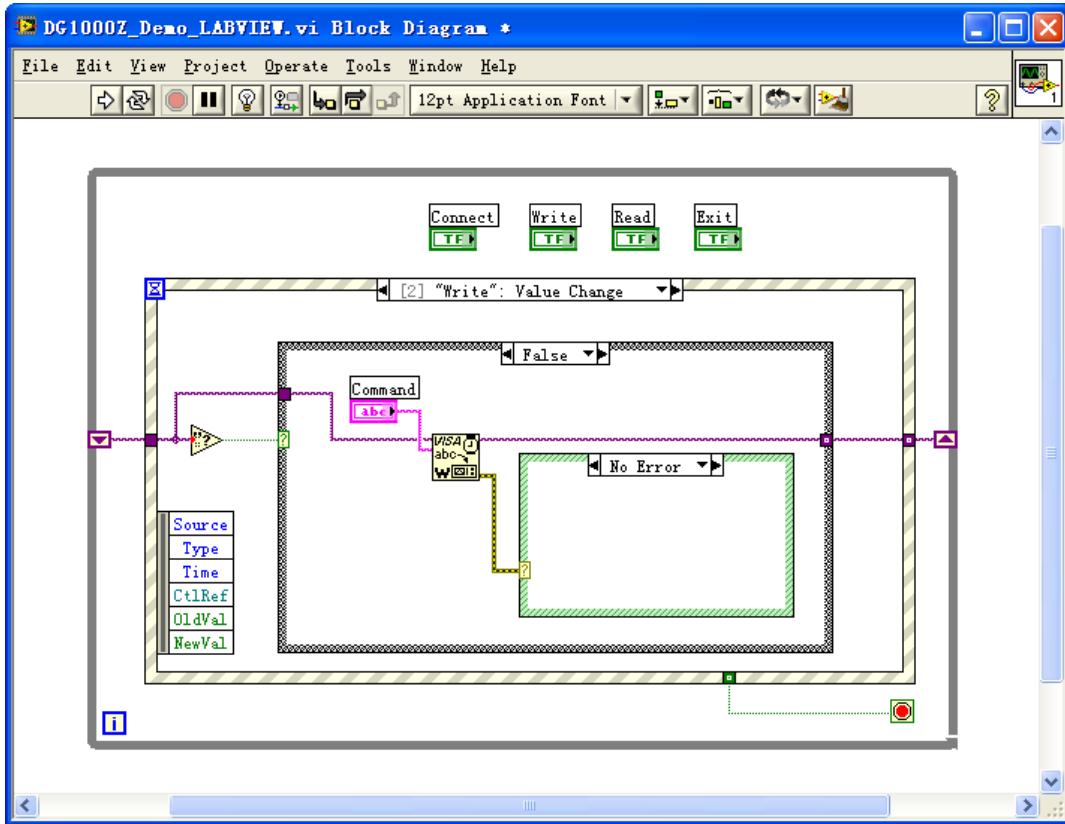 DG1000Z_Demo_LABVIEW.vi Block Diagram *
File Edit View Project Operate Tools Window Help
12pt Application Font
1
Connect Write Read Exit
TF TF TF TF
[2] "Write": Value Change
False
Command
abc
?
?
VISA
abc
W
No Error
?
Source
Type
Time
CtlRef
OldVal
NewVal
i